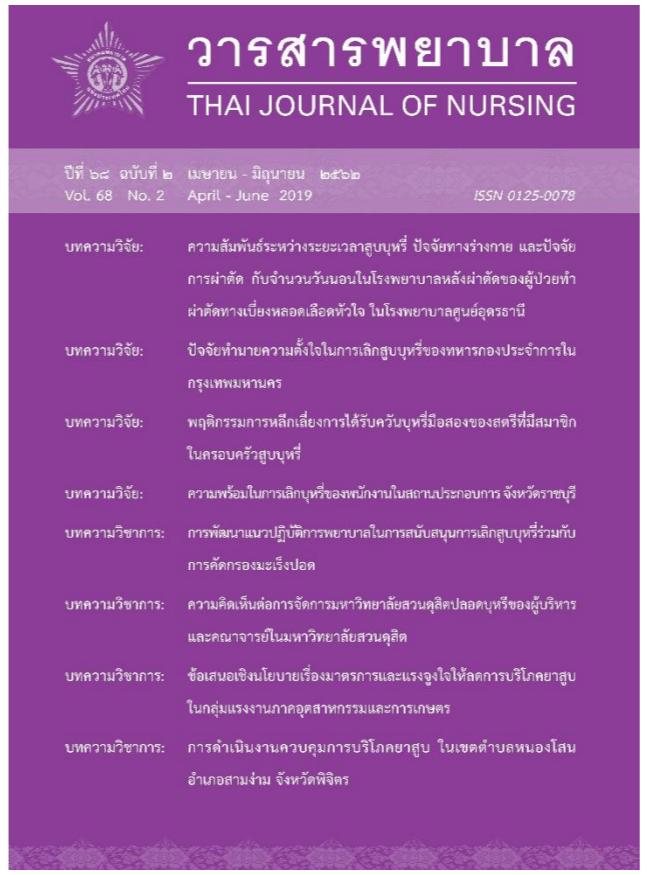 วารสารพยาบาล
THAI JOURNAL OF NURSING
ปีที่ ๖๘ ฉบับที่ ๒ เมษายน - มิถุนายน ๒๕๖๒
Vol. 68 No. 2 April - June 2019 ISSN 0125-0078
บทความวิจัย: ความสัมพันธ์ระหว่างระยะเวลาสูบบุหรี่ ปัจจัยทางร่างกาย และปัจจัย
การผ่าตัด กับจำนวนวันนอนในโรงพยาบาลหลังผ่าตัดของผู้ป่วยทำ
ผ่าตัดทางเบี่ยงหลอดเลือดหัวใจ ในโรงพยาบาลศูนย์อุดรธานี
บทความวิจัย: ปัจจัยทำนายความตั้งใจในการเลิกสูบบุหรี่ของทหารกองประจำการใน
กรุงเทพมหานคร
บทความวิจัย: พฤติกรรมการหลีกเลี่ยงการได้รับควันบุหรี่มือสองของสตรีที่มีสมาชิก
ในครอบครัวสูบบุหรี่
บทความวิจัย: ความพร้อมในการเลิกบุหรี่ของพนักงานในสถานประกอบการ จังหวัดราชบุรี
บทความวิชาการ: การพัฒนาแนวปฏิบัติการพยาบาลในการสนับสนุนการเลิกสูบบุหรี่ร่วมกับ
การคัดกรองมะเร็งปอด
บทความวิชาการ: ความคิดเห็นต่อการจัดการมหาวิทยาลัยสวนดุสิตปลอดบุหรี่ของผู้บริหาร
และคณาจารย์ในมหาวิทยาลัยสวนดุสิต
บทความวิชาการ: ข้อเสนอเชิงนโยบายเรื่องมาตรการและแรงจูงใจให้ลดการบริโภคยาสูบ
ในกลุ่มแรงงานภาคอุตสาหกรรมและการเกษตร
บทความวิชาการ: การดำเนินงานควบคุมการบริโภคยาสูบ ในเขตตำบลหนองโสน
อำเภอสามง่าม จังหวัดพิจิตร